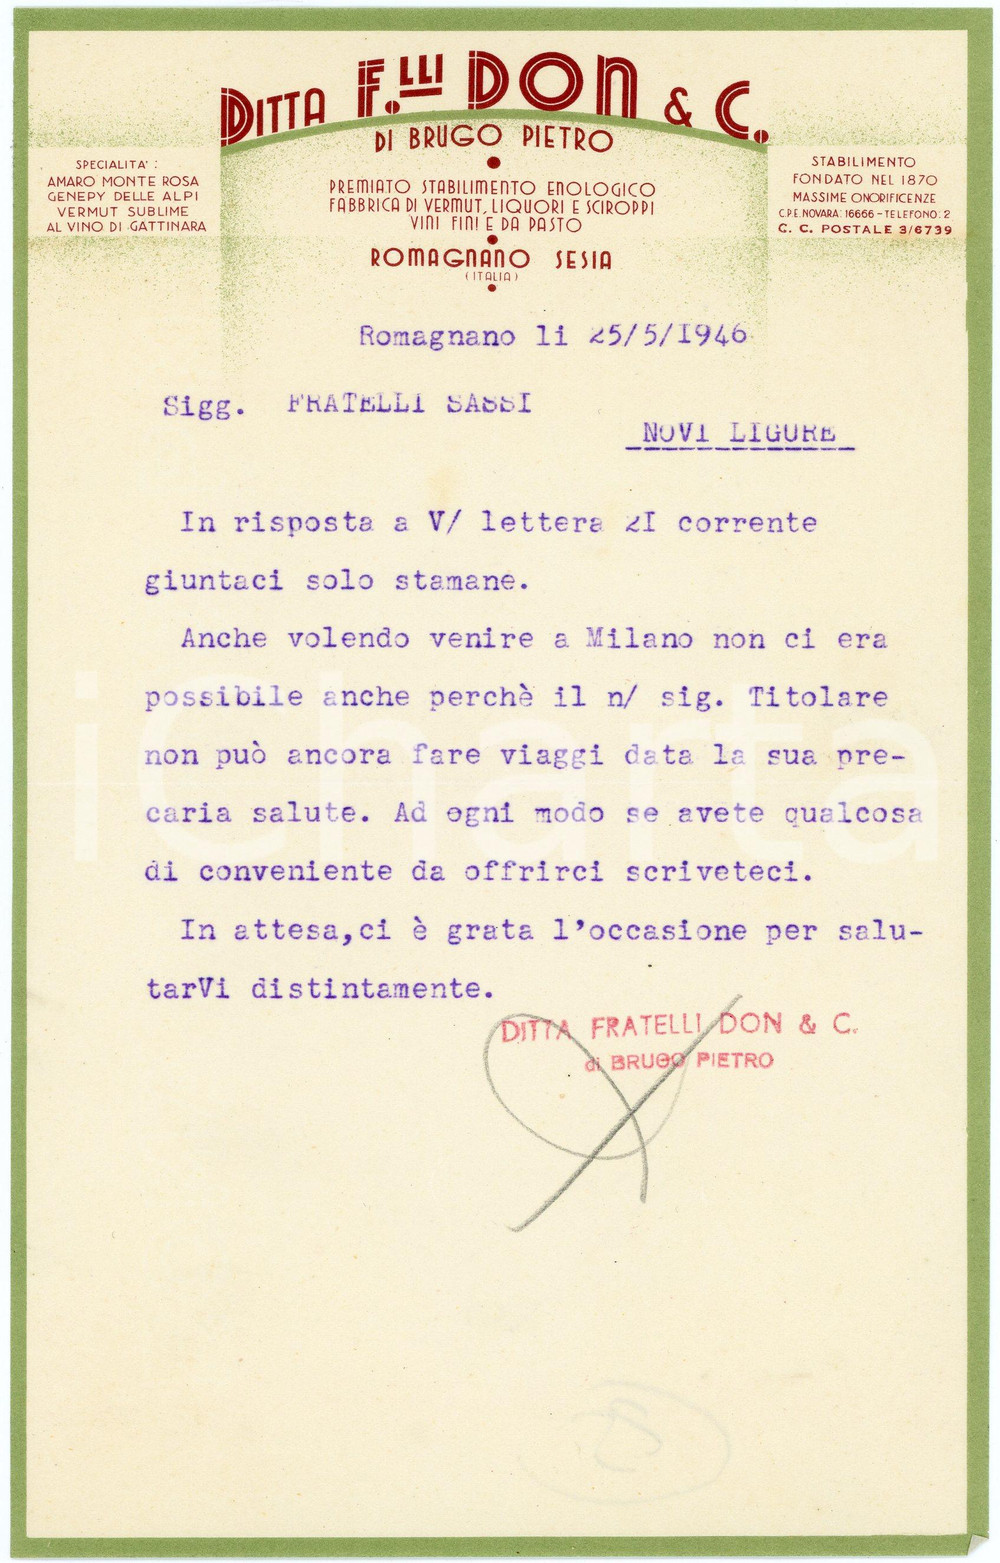 DITTA F.LLI DON & C.
DI BRUGO PIETRO
SPECIALITA':
AMARO MONTE ROSA
GENEPY DELLE ALPI
VERMUT SUBLIME
AL VINO DI GATTINARA
PREMIATO STABILIMENTO ENOLOGICO
FABBRICA DI VERMUT, LIQUORI E SCIROPPI
VINI FINI E DA PASTO
ROMAGNANO SESIA
(ITALIA)
STABILIMENTO
FONDATO NEL 1870
MASSIME ONORIFICENZE
C.P.E. NOVARA: 16666 - TELEFONO: 2
C. C. POSTALE 3/6739
Romagnano li 25/5/I946
Sigg. FRATELLI SASSI
NOVI LIGURE
In risposta a V/ lettera 2I corrente
giuntaci solo stamane.
Anche volendo venire a Milano non ci era
possibile anche perchè il n/ sig. Titolare
non può ancora fare viaggi data la sua pre-
caria salute. Ad ogni modo se avete qualcosa
di conveniente da offrirci scriveteci.
In attesa,ci è grata l'occasione per salu-
tarVi distintamente.
DITTA FRATELLI DON & C.
di BRUGO PIETRO
iCharta